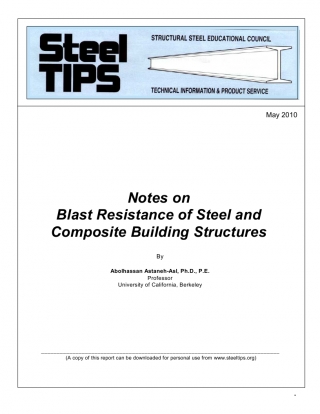 Steel
TIPS
STRUCTURAL STEEL EDUCATIONAL COUNCIL
TECHNICAL INFORMATION & PRODUCT SERVICE
May 2010
Notes on
Blast Resistance of Steel and
Composite Building Structures
By
Abolhassan Astaneh-Asl, Ph.D., P.E.
Professor
University of California, Berkeley
(A copy of this report can be downloaded for personal use from www.steeltips.org)